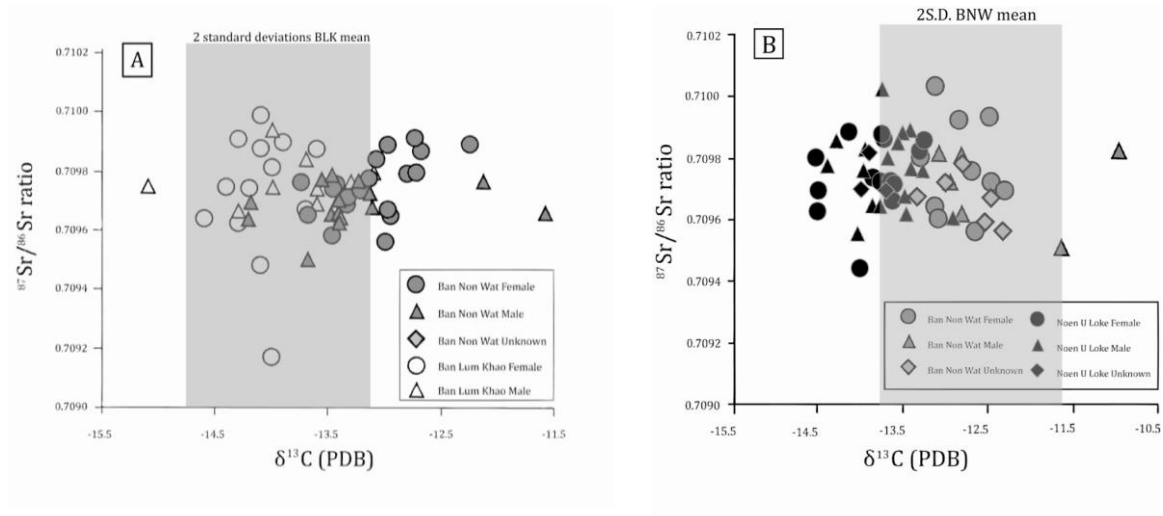 2 standard deviations BLK mean
A
0.7102
0.7100
0.7098
0.7096
0.7094
0.7092
0.7090
-15.5
-14.5
-13.5
-12.5
-11.5
⁸⁷Sr/⁸⁶Sr ratio
δ¹³C (PDB)
Ban Non Wat Female
Ban Non Wat Male
Ban Non Wat Unknown
Ban Lum Khao Female
Ban Lum Khao Male
2S.D. BNW mean
B
0.7102
0.7100
0.7098
0.7096
0.7094
0.7092
0.7090
-15.5
-14.5
-13.5
-12.5
-11.5
-10.5
⁸⁷Sr/⁸⁶Sr ratio
δ¹³C (PDB)
Ban Non Wat Female
Ban Non Wat Male
Ban Non Wat Unknown
Noen U Loke Female
Noen U Loke Male
Noen U Loke Unknown